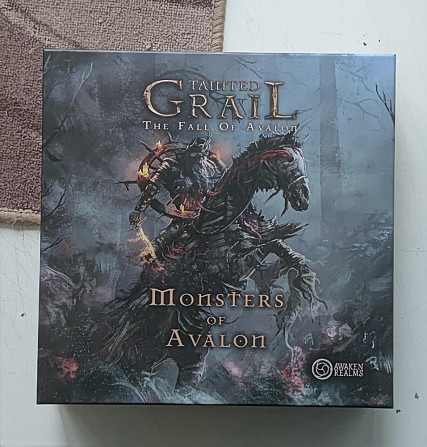 TAINTED
GRAIL
THE FALL OF AVALON
MONSTERS
OF
AVALON
AWAKEN
REALMS